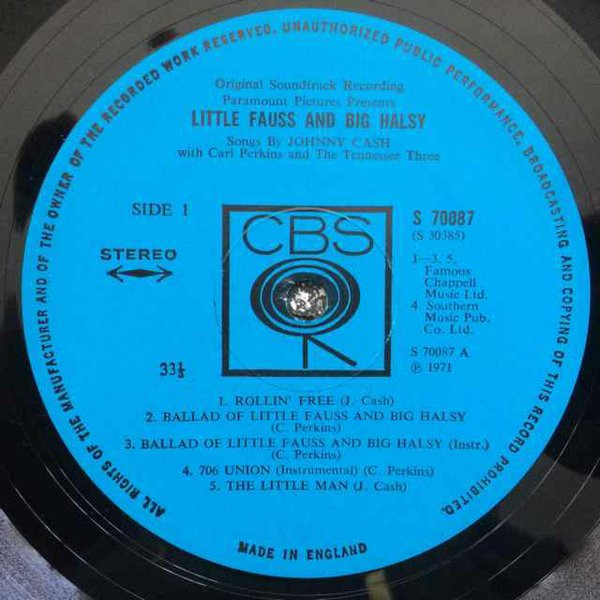 ALL RIGHTS OF THE MANUFACTURER AND OF THE OWNER OF THE RECORDED WORK RESERVED. UNAUTHORIZED PUBLIC PERFORMANCE, BROADCASTING AND COPYING OF THIS RECORD PROHIBITED.
Original Soundtrack Recording
Paramount Pictures Presents
LITTLE FAUSS AND BIG HALSY
Songs By JOHNNY CASH
with Carl Perkins and The Tennessee Three
SIDE 1
STEREO
33⅓
CBS
S 70087
(S 30385)
1—3. 5.
Famous
Chappell
Music Ltd.
4. Southern
Music Pub.
Co. Ltd.
S 70087 A
℗ 1971
1. ROLLIN' FREE (J. Cash)
2. BALLAD OF LITTLE FAUSS AND BIG HALSY
(C. Perkins)
3. BALLAD OF LITTLE FAUSS AND BIG HALSY (Instr.)
(C. Perkins)
4. 706 UNION (Instrumental) (C. Perkins)
5. THE LITTLE MAN (J. Cash)
MADE IN ENGLAND